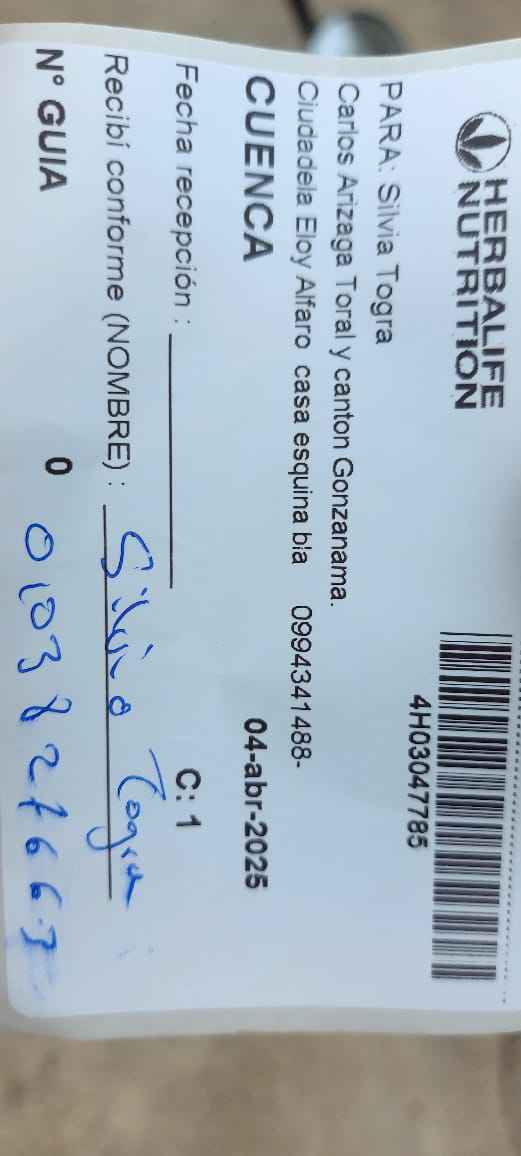 HERBALIFE
NUTRITION
4H03047785
PARA: Silvia Togra
Carlos Arizaga Toral y canton Gonzanama.
Ciudadela Eloy Alfaro casa esquina bla 0994341488-
CUENCA 04-abr-2025
Fecha recepción : C: 1
Recibí conforme (NOMBRE) : Silvia Togra
N° GUIA 0 0103827663